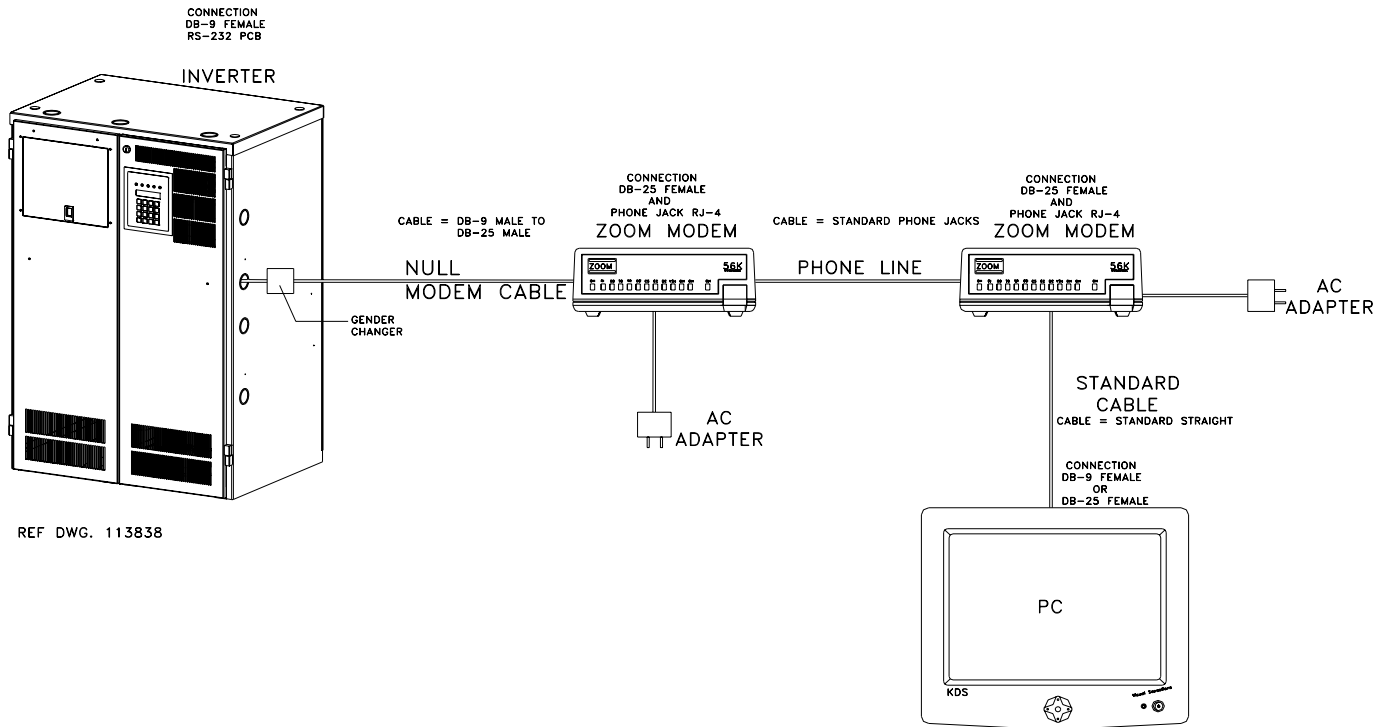 CONNECTION
DB-9 FEMALE
RS-232 PCB
INVERTER
CABLE = DB-9 MALE TO
DB-25 MALE
NULL
MODEM CABLE
GENDER
CHANGER
CONNECTION
DB-25 FEMALE
AND
PHONE JACK RJ-4
ZOOM MODEM
ZOOM
56K
AC
ADAPTER
CABLE = STANDARD PHONE JACKS
PHONE LINE
CONNECTION
DB-25 FEMALE
AND
PHONE JACK RJ-4
ZOOM MODEM
ZOOM
56K
AC
ADAPTER
STANDARD
CABLE
CABLE = STANDARD STRAIGHT
CONNECTION
DB-9 FEMALE
OR
DB-25 FEMALE
PC
KDS
Visual Sensations
REF DWG. 113838